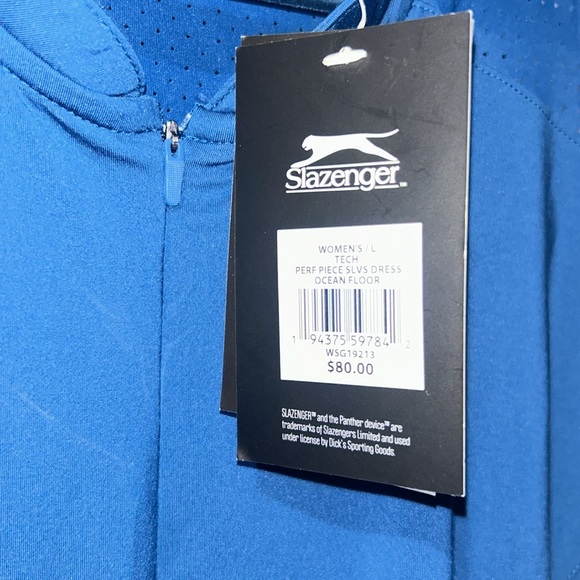 Slazenger™
WOMEN'S / L
TECH
PERF PIECE SLVS DRESS
OCEAN FLOOR
1 94375 59784 2
WSG19213
$80.00
SLAZENGER™ and the Panther device™ are
trademarks of Slazengers Limited and used
under license by Dick's Sporting Goods.